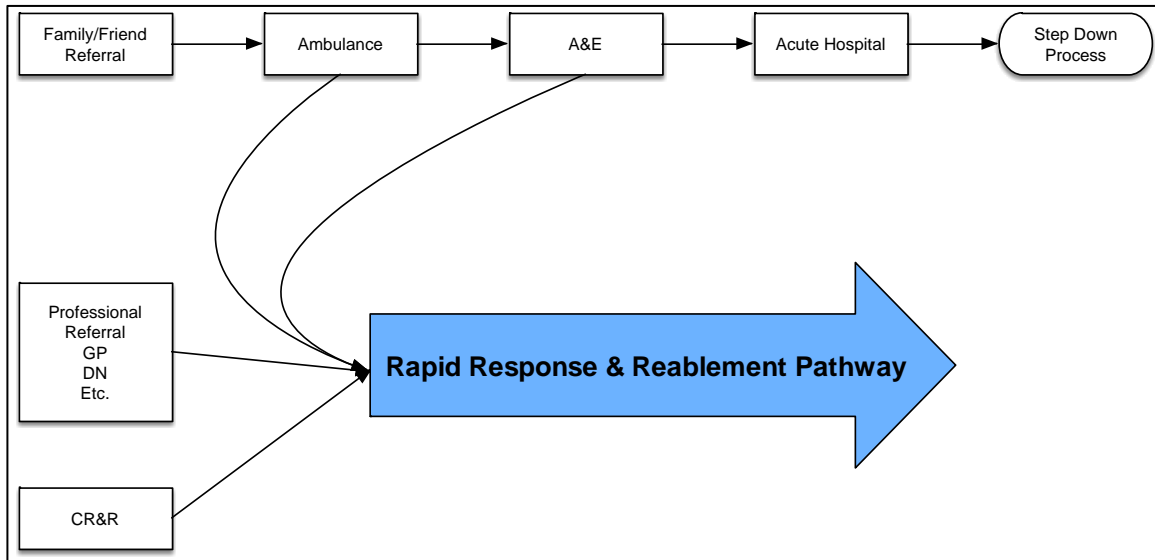 Family/Friend
Referral
Ambulance
A&E
Acute Hospital
Step Down
Process
Professional
Referral
GP
DN
Etc.
Rapid Response & Reablement Pathway
CR&R